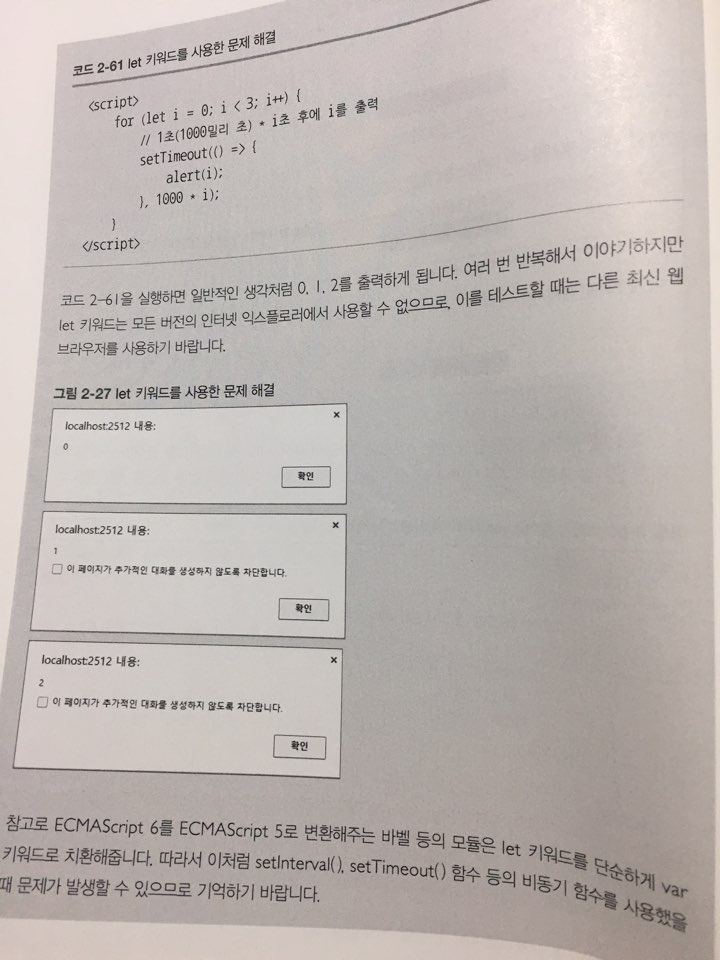 코드 2-61 let 키워드를 사용한 문제 해결
<script>
for (let i = 0; i < 3; i++) {
// 1초(1000밀리 초) * i초 후에 i를 출력
setTimeout(() => {
alert(i);
}, 1000 * i);
}
</script>
코드 2-61을 실행하면 일반적인 생각처럼 0, 1, 2를 출력하게 됩니다. 여러 번 반복해서 이야기하지만
let 키워드는 모든 버전의 인터넷 익스플로러에서 사용할 수 없으므로, 이를 테스트할 때는 다른 최신 웹
브라우저를 사용하기 바랍니다.
그림 2-27 let 키워드를 사용한 문제 해결
localhost:2512 내용:
×
0
확인
localhost:2512 내용:
×
1
이 페이지가 추가적인 대화를 생성하지 않도록 차단합니다.
확인
localhost:2512 내용:
×
2
이 페이지가 추가적인 대화를 생성하지 않도록 차단합니다.
확인
참고로 ECMAScript 6를 ECMAScript 5로 변환해주는 바벨 등의 모듈은 let 키워드를 단순하게 var
키워드로 치환해줍니다. 따라서 이처럼 setInterval(), setTimeout() 함수 등의 비동기 함수를 사용했을
때 문제가 발생할 수 있으므로 기억하기 바랍니다.